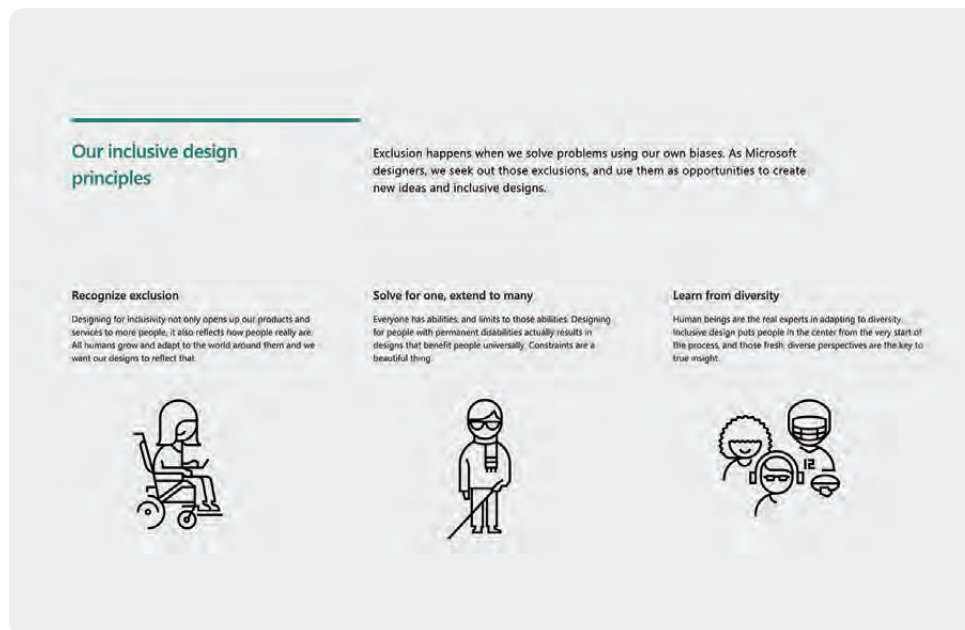 Our inclusive design
principles
Exclusion happens when we solve problems using our own biases. As Microsoft
designers, we seek out those exclusions, and use them as opportunities to create
new ideas and inclusive designs.
Recognize exclusion
Designing for inclusivity not only opens up our products and
services to more people, it also reflects how people really are.
All humans grow and adapt to the world around them and we
want our designs to reflect that.
Solve for one, extend to many
Everyone has abilities, and limits to those abilities. Designing
for people with permanent disabilities actually results in
designs that benefit people universally. Constraints are a
beautiful thing.
Learn from diversity
Human beings are the real experts in adapting to diversity.
Inclusive design puts people in the center from the very start of
the process, and those fresh, diverse perspectives are the key to
true insight.
12